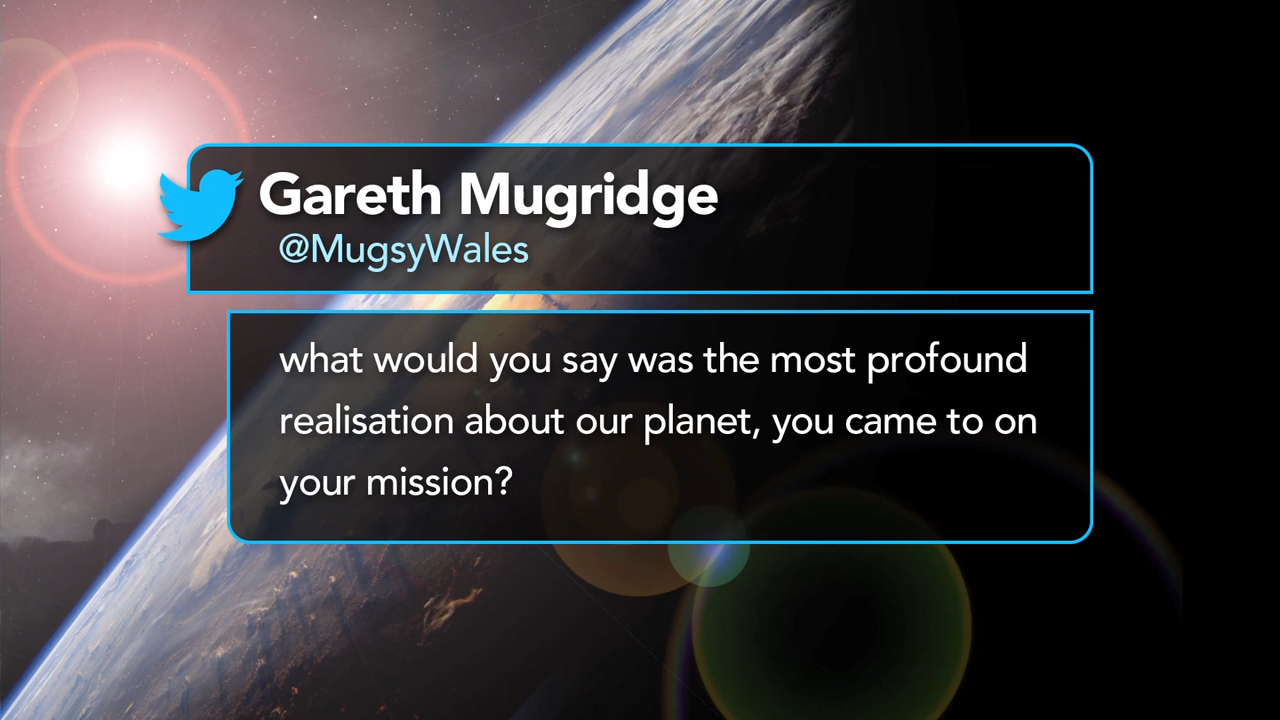 Gareth Mugridge
@MugsyWales
what would you say was the most profound
realisation about our planet, you came to on
your mission?